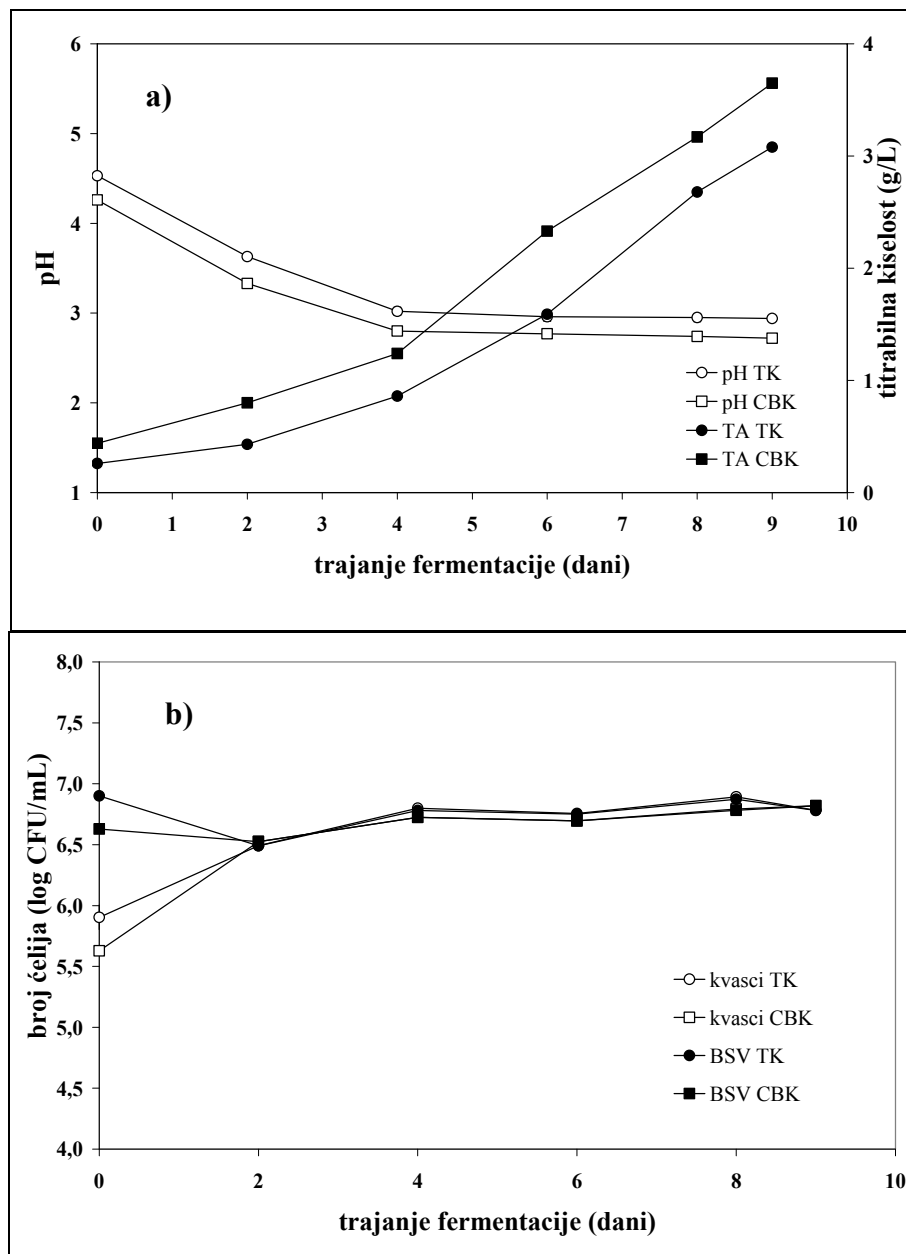 a)
6
5
4
3
2
1
pH
4
3
2
1
0
titrabilna kiselost (g/L)
pH TK
pH CBK
TA TK
TA CBK
0 1 2 3 4 5 6 7 8 9 10
trajanje fermentacije (dani)
b)
8,0
7,5
7,0
6,5
6,0
5,5
5,0
4,5
4,0
broj ćelija (log CFU/mL)
kvasci TK
kvasci CBK
BSV TK
BSV CBK
0 2 4 6 8 10
trajanje fermentacije (dani)